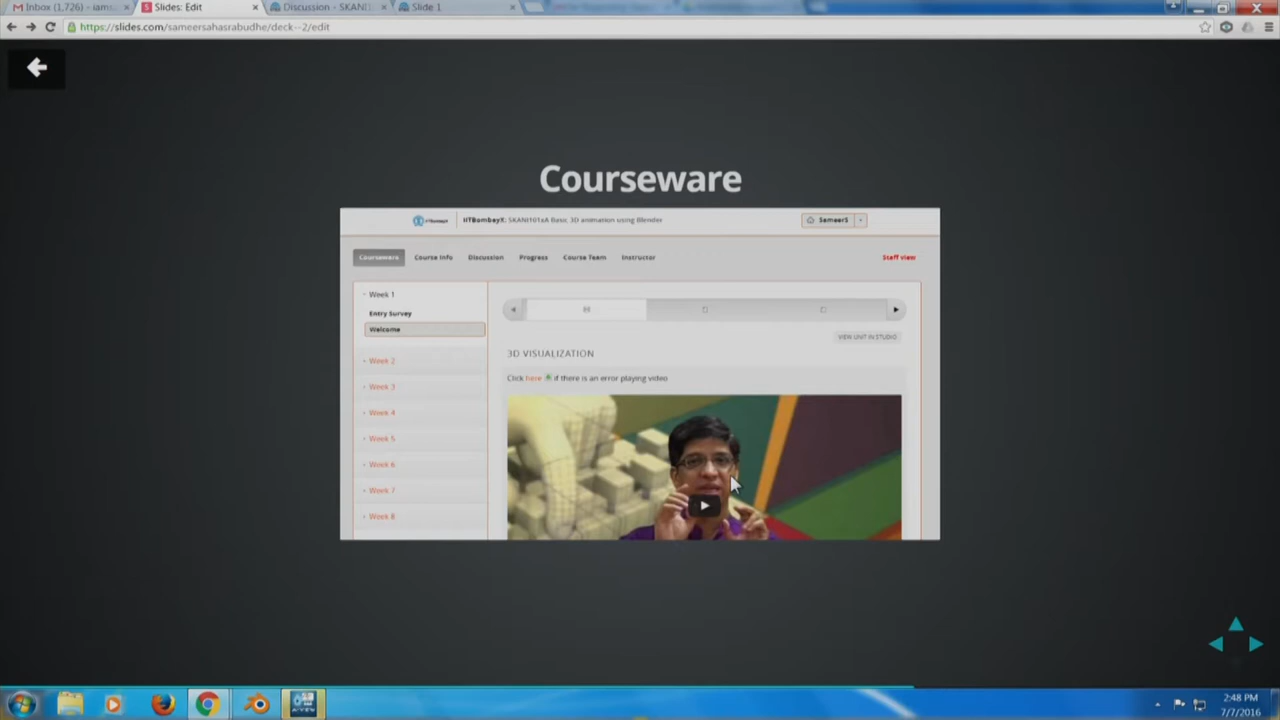 Inbox (1,726) - iams
Slides: Edit
Discussion - SKANI1
Slide 1
https://slides.com/sameersahasrabudhe/deck--2/edit
Courseware
IITBombayX: SKANI101xA Basic 3D animation using Blender
SameerS
Courseware
Course Info
Discussion
Progress
Course Team
Instructor
Staff view
Week 1
Entry Survey
Welcome
Week 2
Week 3
Week 4
Week 5
Week 6
Week 7
Week 8
VIEW UNIT IN STUDIO
3D VISUALIZATION
Click here if there is an error playing video
2:48 PM
7/7/2016